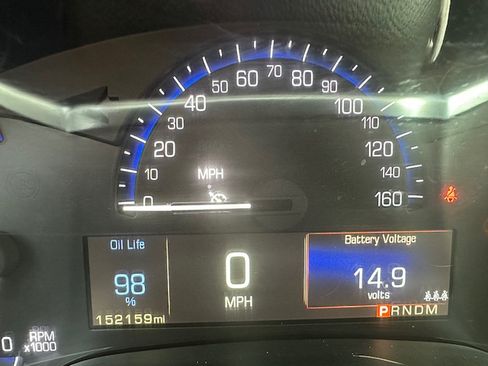 70
60 80
50 90
40 100
30 110
20 120
MPH
10 140
0 160
Oil Life
98
%
152159mi
0
MPH
Battery Voltage
14.9
volts
PRNDM
0 RPM
x1000